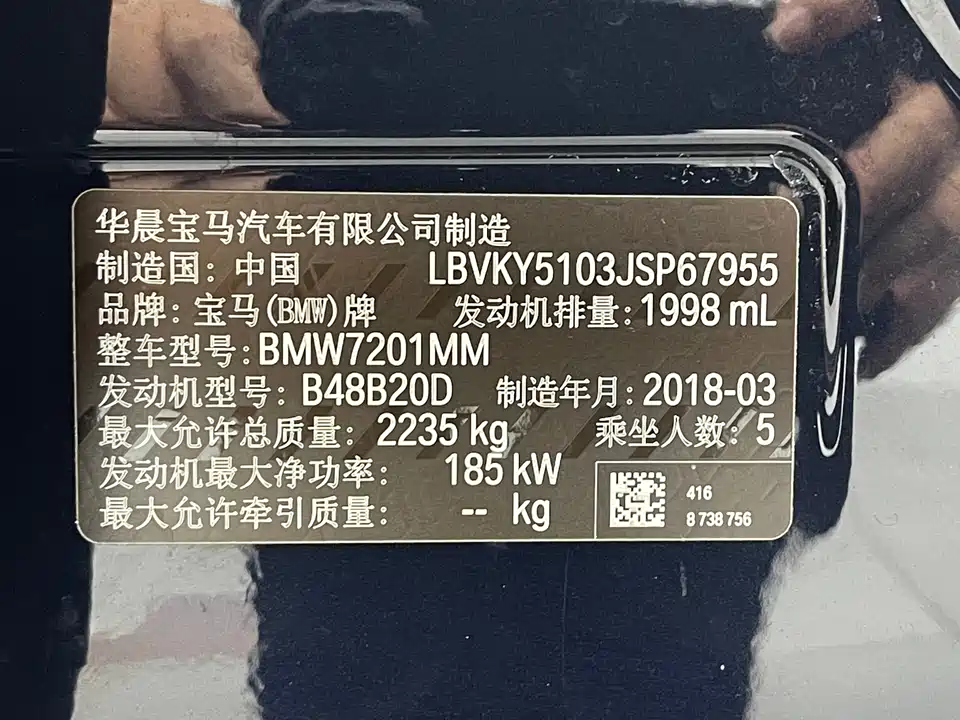 华晨宝马汽车有限公司制造
制造国：中国 LBVKY5103JSP67955
品牌：宝马(BMW)牌 发动机排量：1998 mL
整车型号：BMW7201MM
发动机型号：B48B20D 制造年月：2018-03
最大允许总质量：2235 kg 乘坐人数：5
发动机最大净功率： 185 kW
最大允许牵引质量： -- kg
416
8 738 756